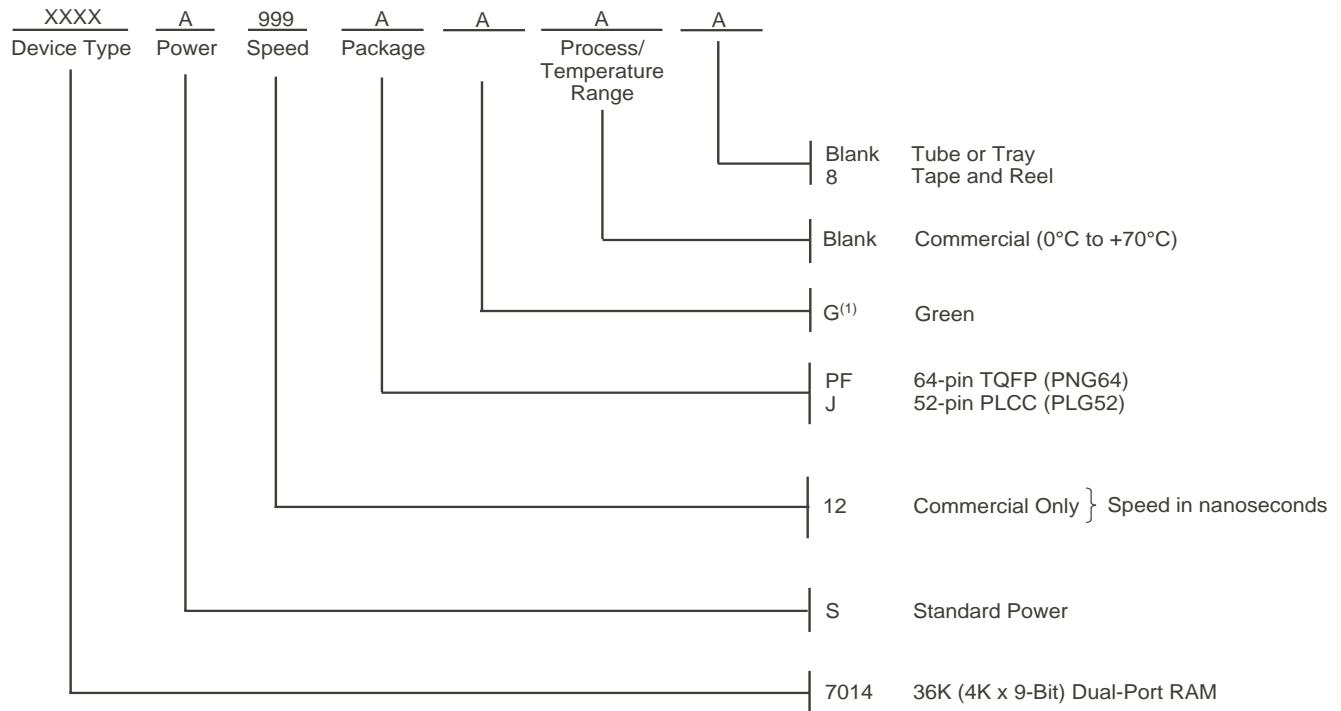 XXXX A 999 A A A A
Device Type Power Speed Package Process/
Temperature
Range
Blank Tube or Tray
8 Tape and Reel
Blank Commercial (0°C to +70°C)
G(1) Green
PF 64-pin TQFP (PNG64)
J 52-pin PLCC (PLG52)
12 Commercial Only } Speed in nanoseconds
S Standard Power
7014 36K (4K x 9-Bit) Dual-Port RAM